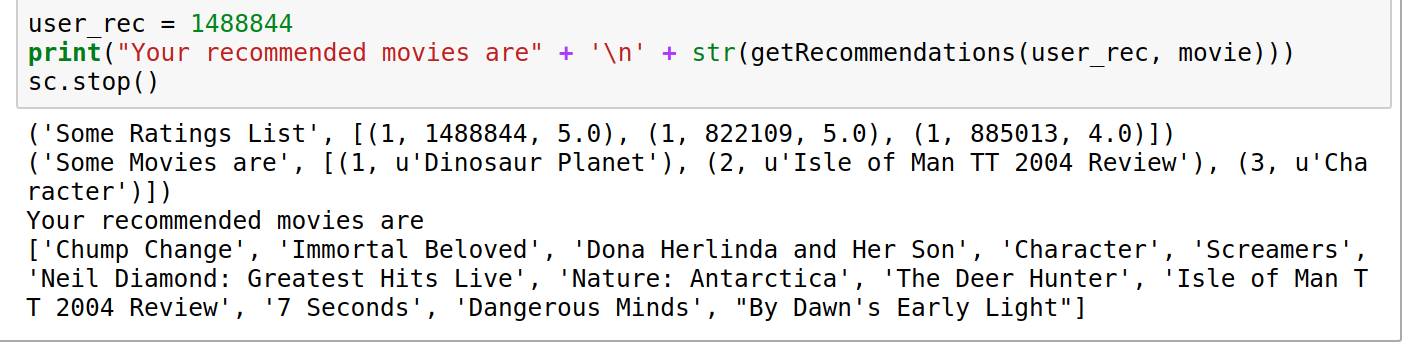 user_rec = 1488844
print("Your recommended movies are" + '\n' + str(getRecommendations(user_rec, movie)))
sc.stop()
('Some Ratings List', [(1, 1488844, 5.0), (1, 822109, 5.0), (1, 885013, 4.0)])
('Some Movies are', [(1, u'Dinosaur Planet'), (2, u'Isle of Man TT 2004 Review'), (3, u'Cha
racter')])
Your recommended movies are
['Chump Change', 'Immortal Beloved', 'Dona Herlinda and Her Son', 'Character', 'Screamers',
'Neil Diamond: Greatest Hits Live', 'Nature: Antarctica', 'The Deer Hunter', 'Isle of Man T
T 2004 Review', '7 Seconds', 'Dangerous Minds', "By Dawn's Early Light"]